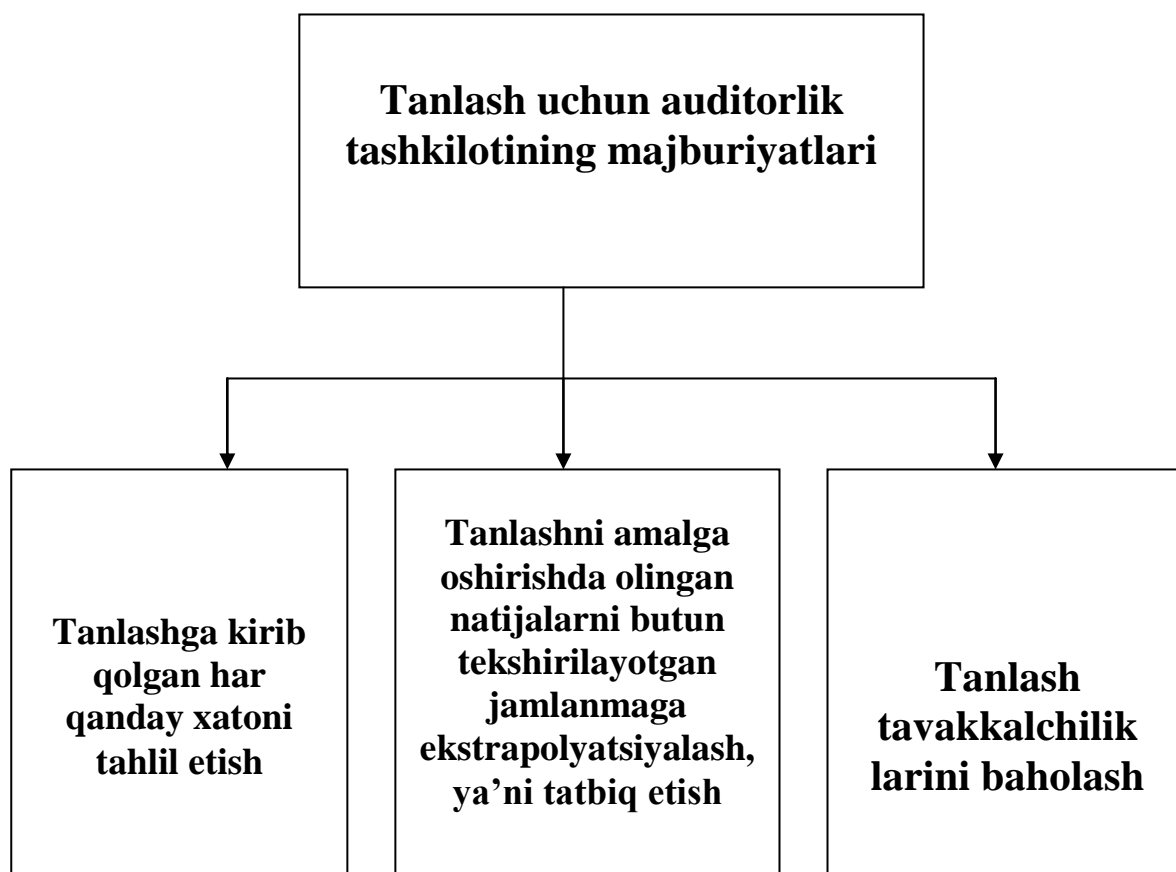 Tanlash uchun auditorlik
tashkilotining majburiyatlari
Tanlashga kirib
qolgan har
qanday xatoni
tahlil etish
Tanlashni amalga
oshirishda olingan
natijalarni butun
tekshirilayotgan
jamlanmaga
ekstrapolyatsiyalash,
ya’ni tatbiq etish
Tanlash
tavakkalchilik
larini baholash